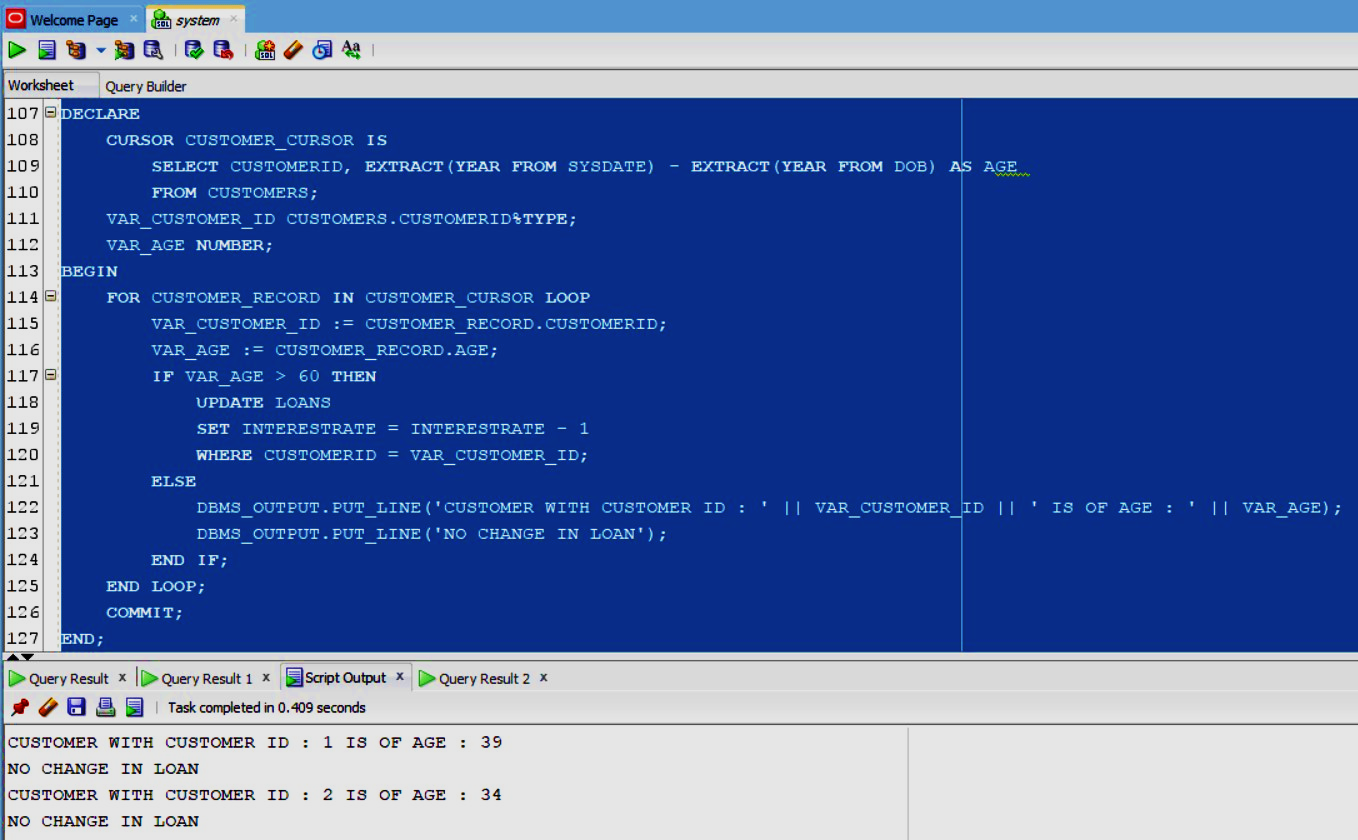 Welcome Page × system ×
Worksheet Query Builder
107 DECLARE
108 CURSOR CUSTOMER_CURSOR IS
109 SELECT CUSTOMERID, EXTRACT(YEAR FROM SYSDATE) - EXTRACT(YEAR FROM DOB) AS AGE
110 FROM CUSTOMERS;
111 VAR_CUSTOMER_ID CUSTOMERS.CUSTOMERID%TYPE;
112 VAR_AGE NUMBER;
113 BEGIN
114 FOR CUSTOMER_RECORD IN CUSTOMER_CURSOR LOOP
115 VAR_CUSTOMER_ID := CUSTOMER_RECORD.CUSTOMERID;
116 VAR_AGE := CUSTOMER_RECORD.AGE;
117 IF VAR_AGE > 60 THEN
118 UPDATE LOANS
119 SET INTERESTRATE = INTERESTRATE - 1
120 WHERE CUSTOMERID = VAR_CUSTOMER_ID;
121 ELSE
122 DBMS_OUTPUT.PUT_LINE('CUSTOMER WITH CUSTOMER ID : ' || VAR_CUSTOMER_ID || ' IS OF AGE : ' || VAR_AGE);
123 DBMS_OUTPUT.PUT_LINE('NO CHANGE IN LOAN');
124 END IF;
125 END LOOP;
126 COMMIT;
127 END;
Query Result × Query Result 1 × Script Output × Query Result 2 ×
Task completed in 0.409 seconds
CUSTOMER WITH CUSTOMER ID : 1 IS OF AGE : 39
NO CHANGE IN LOAN
CUSTOMER WITH CUSTOMER ID : 2 IS OF AGE : 34
NO CHANGE IN LOAN